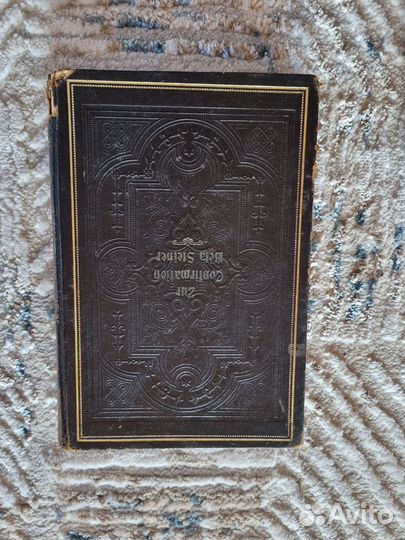 Zur
Confirmation
Bela Steiner
Avito